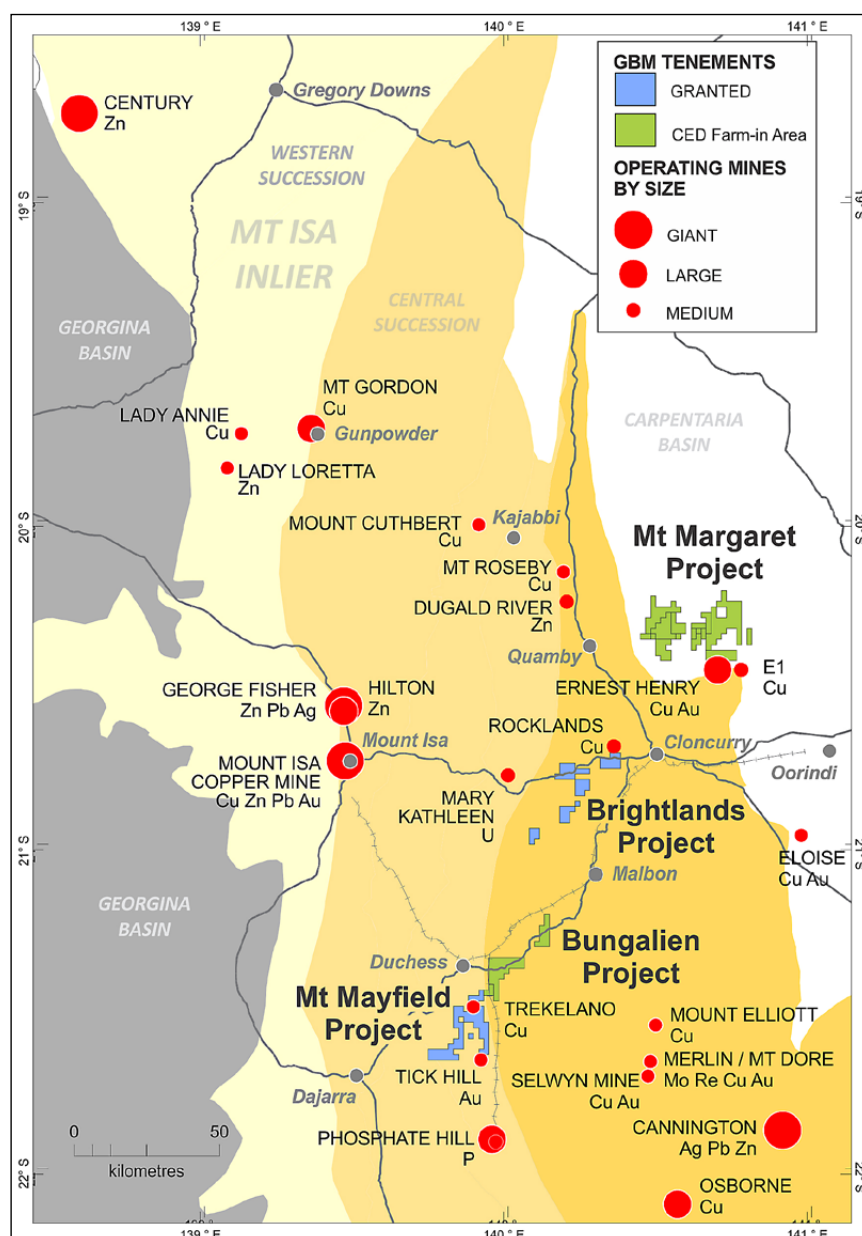 139 °E
140 °E
141 °E
GBM TENEMENTS
GRANTED
CED Farm-in Area
OPERATING MINES
BY SIZE
GIANT
LARGE
MEDIUM
CENTURY
Zn
Gregory Downs
WESTERN
SUCCESSION
19°S
19°S
MT ISA
INLIER
CENTRAL
SUCCESSION
GEORGINA
BASIN
MT GORDON
Cu
LADY ANNIE
Cu
Gunpowder
CARPENTARIA
BASIN
LADY LORETTA
Zn
MOUNT CUTHBERT
Cu
Kajabbi
20°S
20°S
Mt Margaret
Project
MT ROSEBY
Cu
DUGALD RIVER
Zn
Quamby
GEORGE FISHER
Zn Pb Ag
HILTON
Zn
ERNEST HENRY
Cu Au
E1
Cu
ROCKLANDS
Cu
Mount Isa
Cloncurry
MOUNT ISA
COPPER MINE
Cu Zn Pb Au
Oorindi
MARY
KATHLEEN
U
Brightlands
Project
21°S
21°S
ELOISE
Cu Au
Malbon
GEORGINA
BASIN
Duchess
Bungalien
Project
Mt Mayfield
Project
TREKELANO
Cu
MOUNT ELLIOTT
Cu
MERLIN / MT DORE
Mo Re Cu Au
TICK HILL
Au
SELWYN MINE
Cu Au
Dajarra
0
50
kilometres
PHOSPHATE HILL
P
CANNINGTON
Ag Pb Zn
22°S
22°S
OSBORNE
Cu
139°E
140°E
141°E